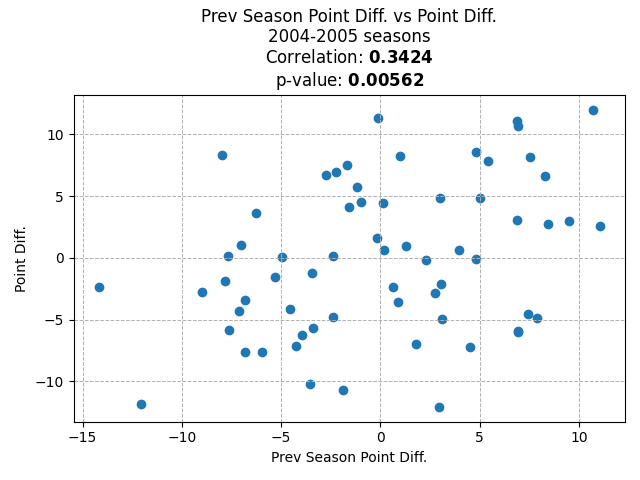 Prev Season Point Diff. vs Point Diff.
2004-2005 seasons
Correlation: 0.3424
p-value: 0.00562
10
5
0
−5
−10
Point Diff.
−15
−10
−5
0
5
10
Prev Season Point Diff.